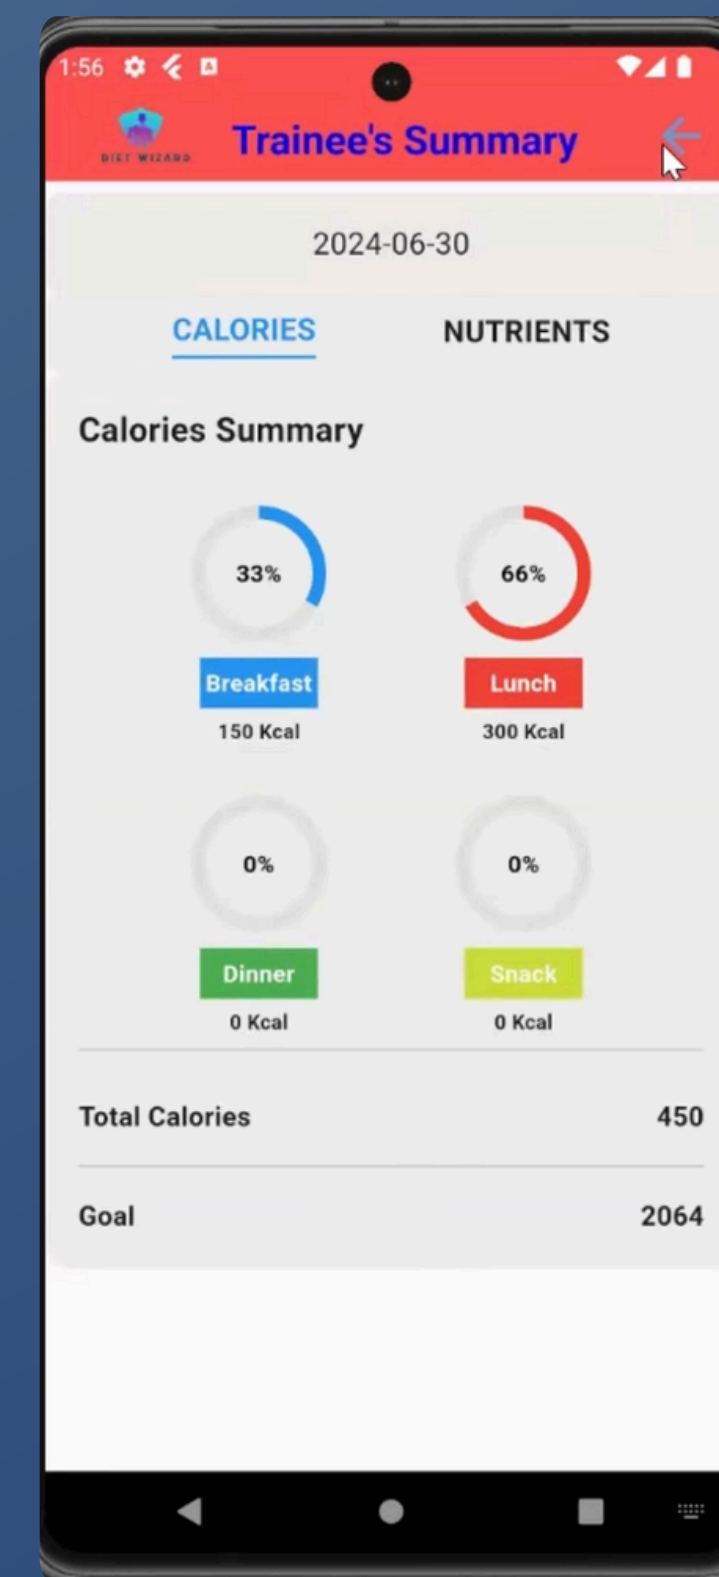 1:56
DIET WIZARD
Trainee's Summary
2024-06-30
CALORIES NUTRIENTS
Calories Summary
33% 66%
Breakfast Lunch
150 Kcal 300 Kcal
0% 0%
Dinner Snack
0 Kcal 0 Kcal
Total Calories 450
Goal 2064